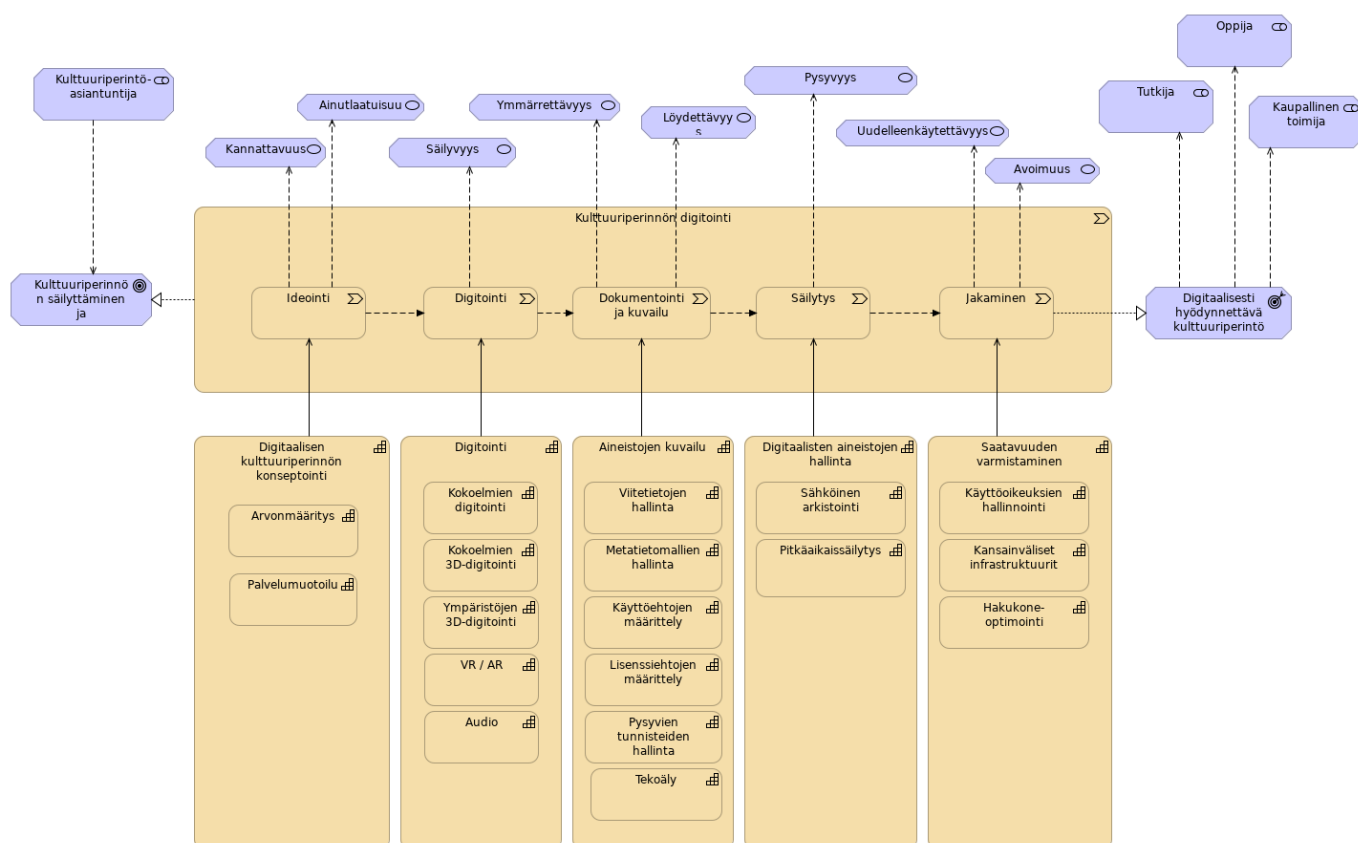 Oppija
Kulttuuriperintö-
asiantuntija
Pysyvyys
Tutkija
Kaupallinen
toimija
Ainutlaatuisuu
Ymmärrettävyys
Löydettävyy
s
Uudelleenkäytettävyys
Kannattavuus
Säilyvyys
Avoimuus
Kulttuuriperinnön digitointi
Kulttuuriperinnö
n säilyttäminen
ja
Ideointi
Digitointi
Dokumentointi
ja kuvailu
Säilytys
Jakaminen
Digitaalisesti
hyödynnettävä
kulttuuriperintö
Digitaalisen
kulttuuriperinnön
konseptointi
Arvonmääritys
Palvelumuotoilu
Digitointi
Kokoelmien
digitointi
Kokoelmien
3D-digitointi
Ympäristöjen
3D-digitointi
VR / AR
Audio
Aineistojen kuvailu
Viitetietojen
hallinta
Metatietomallien
hallinta
Käyttöehtojen
määrittely
Lisenssiehtojen
määrittely
Pysyvien
tunnisteiden
hallinta
Tekoäly
Digitaalisten aineistojen
hallinta
Sähköinen
arkistointi
Pitkäaikaissäilytys
Saatavuuden
varmistaminen
Käyttöoikeuksien
hallinnointi
Kansainväliset
infrastruktuurit
Hakukone-
optimointi